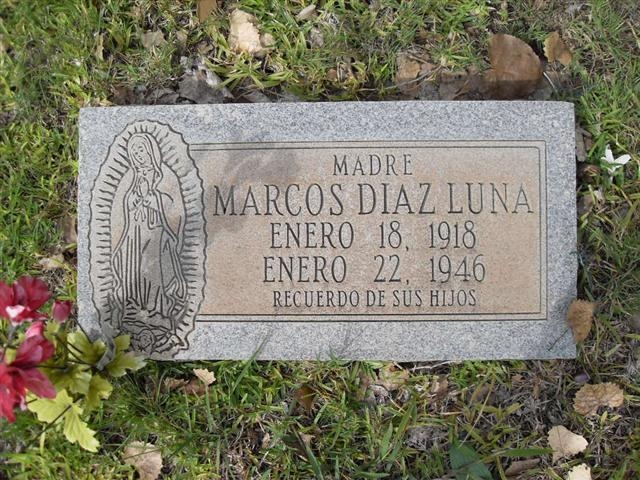 MADRE
MARCOS DIAZ LUNA
ENERO 18, 1918
ENERO 22, 1946
RECUERDO DE SUS HIJOS